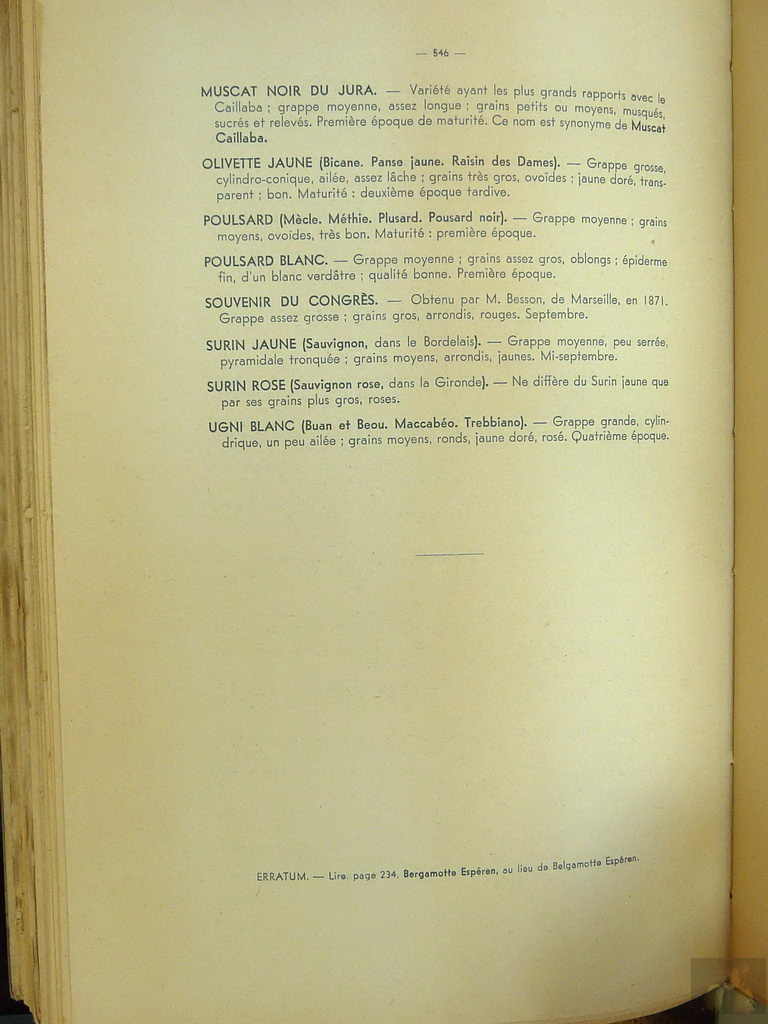 — 546 —
MUSCAT NOIR DU JURA. — Variété ayant les plus grands rapports avec le
Caillaba ; grappe moyenne, assez longue ; grains petits ou moyens, musqués,
sucrés et relevés. Première époque de maturité. Ce nom est synonyme de Muscat
Caillaba.
OLIVETTE JAUNE (Bicane. Panse jaune. Raisin des Dames). — Grappe grosse,
cylindro-conique, ailée, assez lâche ; grains très gros, ovoïdes ; jaune doré, trans-
parent ; bon. Maturité : deuxième époque tardive.
POULSARD (Mècle. Méthie. Plusard. Pousard noir). — Grappe moyenne ; grains
moyens, ovoïdes, très bon. Maturité : première époque.
POULSARD BLANC. — Grappe moyenne ; grains assez gros, oblongs ; épiderme
fin, d'un blanc verdâtre ; qualité bonne. Première époque.
SOUVENIR DU CONGRÈS. — Obtenu par M. Besson, de Marseille, en 1871.
Grappe assez grosse ; grains gros, arrondis, rouges. Septembre.
SURIN JAUNE (Sauvignon, dans le Bordelais). — Grappe moyenne, peu serrée,
pyramidale tronquée ; grains moyens, arrondis, jaunes. Mi-septembre.
SURIN ROSE (Sauvignon rose, dans la Gironde). — Ne diffère du Surin jaune que
par ses grains plus gros, roses.
UGNI BLANC (Buan et Beou. Maccabéo. Trebbiano). — Grappe grande, cylin-
drique, un peu ailée ; grains moyens, ronds, jaune doré, rosé. Quatrième époque.
ERRATUM. — Lire, page 234, Bergamotte Espéren, au lieu de Belgamotte Espéren.